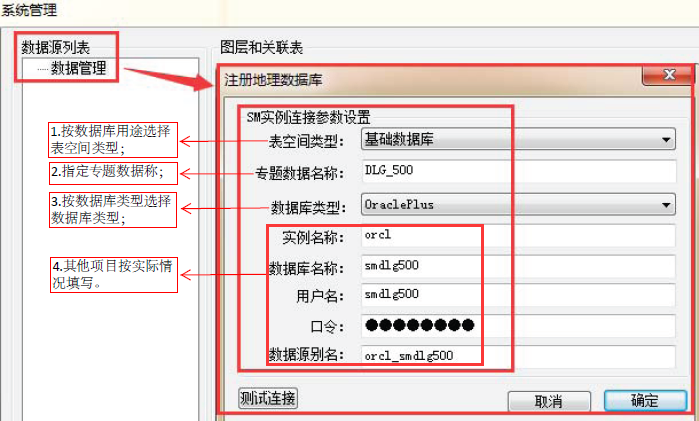 系统管理
数据源列表
数据管理
图层和关联表
注册地理数据库
SM实例连接参数设置
1.按数据库用途选择
表空间类型；
表空间类型：
基础数据库
2.指定专题数据称；
专题数据名称：
DLG_500
3.按数据库类型选择
数据库类型；
数据库类型：
OraclePlus
实例名称：
orcl
4.其他项目按实际情
况填写。
数据库名称：
smdlg500
用户名：
smdlg500
口令：
●●●●●●●●
数据源别名：
orcl_smdlg500
测试连接
取消
确定